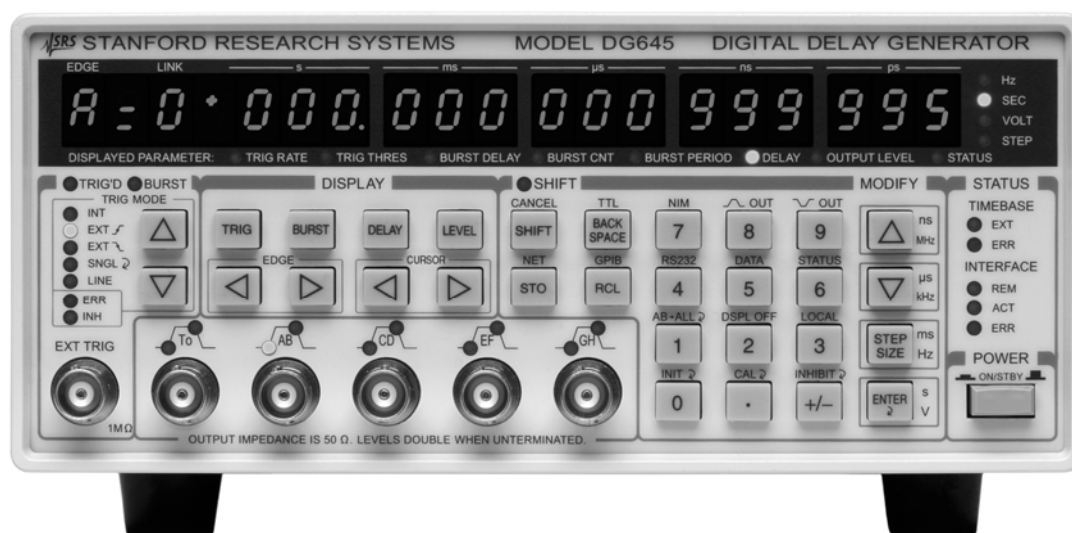 SRS STANFORD RESEARCH SYSTEMS MODEL DG645 DIGITAL DELAY GENERATOR
EDGE LINK s ms µs ns ps
A = 0 + 000. 000 000 999 995
Hz
SEC
VOLT
STEP
DISPLAYED PARAMETER: TRIG RATE TRIG THRES BURST DELAY BURST CNT BURST PERIOD DELAY OUTPUT LEVEL STATUS
TRIG'D BURST
TRIG MODE
INT
EXT
EXT
SNGL
LINE
ERR
INH
EXT TRIG
1MΩ
DISPLAY
TRIG BURST DELAY LEVEL
EDGE CURSOR
To AB CD EF GH
OUTPUT IMPEDANCE IS 50 Ω. LEVELS DOUBLE WHEN UNTERMINATED.
SHIFT MODIFY
CANCEL TTL NIM OUT OUT
SHIFT BACK SPACE 7 8 9 ns MHz
NET GPIB RS232 DATA STATUS
STO RCL 4 5 6 µs kHz
AB→ALL DSPL OFF LOCAL
1 2 3 STEP SIZE ms Hz
INIT CAL INHIBIT
0 . +/− ENTER s V
STATUS
TIMEBASE
EXT
ERR
INTERFACE
REM
ACT
ERR
POWER
ON/STBY